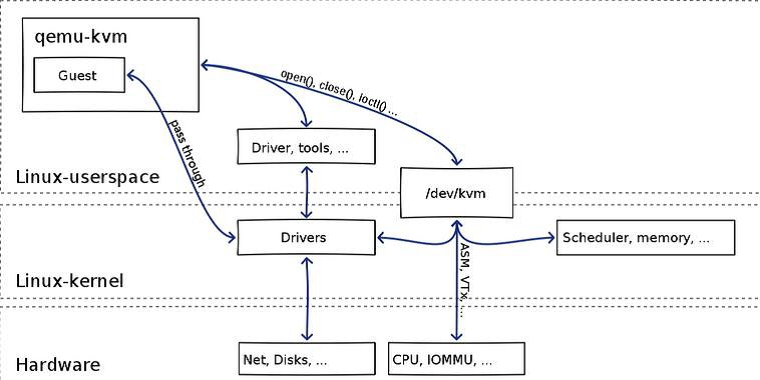 qemu-kvm
Guest
open(), close(), ioctl() ...
pass through
Driver, tools, ...
Linux-userspace
/dev/kvm
Drivers
Scheduler, memory, ...
ASM, VTx, ...
Linux-kernel
Net, Disks, ...
CPU, IOMMU, ...
Hardware